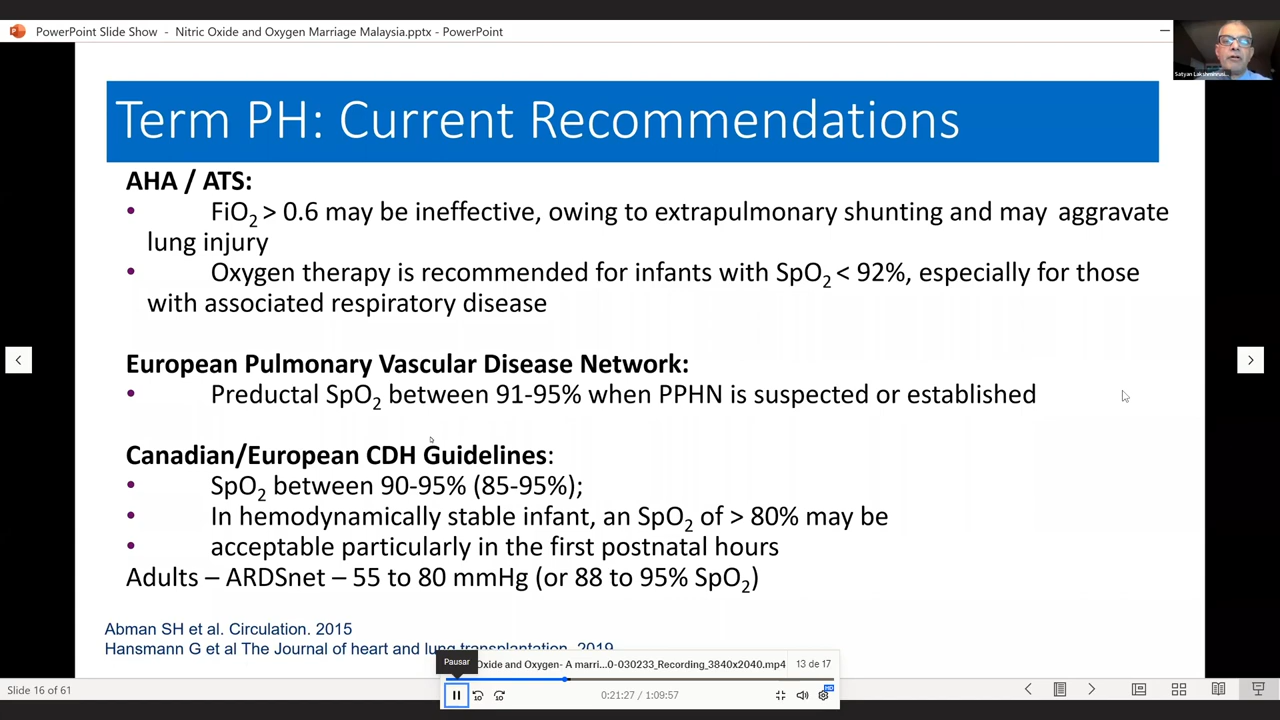 PowerPoint Slide Show - Nitric Oxide and Oxygen Marriage Malaysia.pptx - PowerPoint
Term PH: Current Recommendations
AHA / ATS:
• FiO2 > 0.6 may be ineffective, owing to extrapulmonary shunting and may aggravate
lung injury
• Oxygen therapy is recommended for infants with SpO2 < 92%, especially for those
with associated respiratory disease
European Pulmonary Vascular Disease Network:
• Preductal SpO2 between 91-95% when PPHN is suspected or established
Canadian/European CDH Guidelines:
• SpO2 between 90-95% (85-95%);
• In hemodynamically stable infant, an SpO2 of > 80% may be
• acceptable particularly in the first postnatal hours
Adults – ARDSnet – 55 to 80 mmHg (or 88 to 95% SpO2)
Abman SH et al. Circulation. 2015
Hansmann G et al The Journal of heart and lung transplantation. 2019
Pausar
Oxide and Oxygen- A marri...0-030233_Recording_3840x2040.mp4
13 de 17
10
10
0:21:27 / 1:09:57
HD
Slide 16 of 61